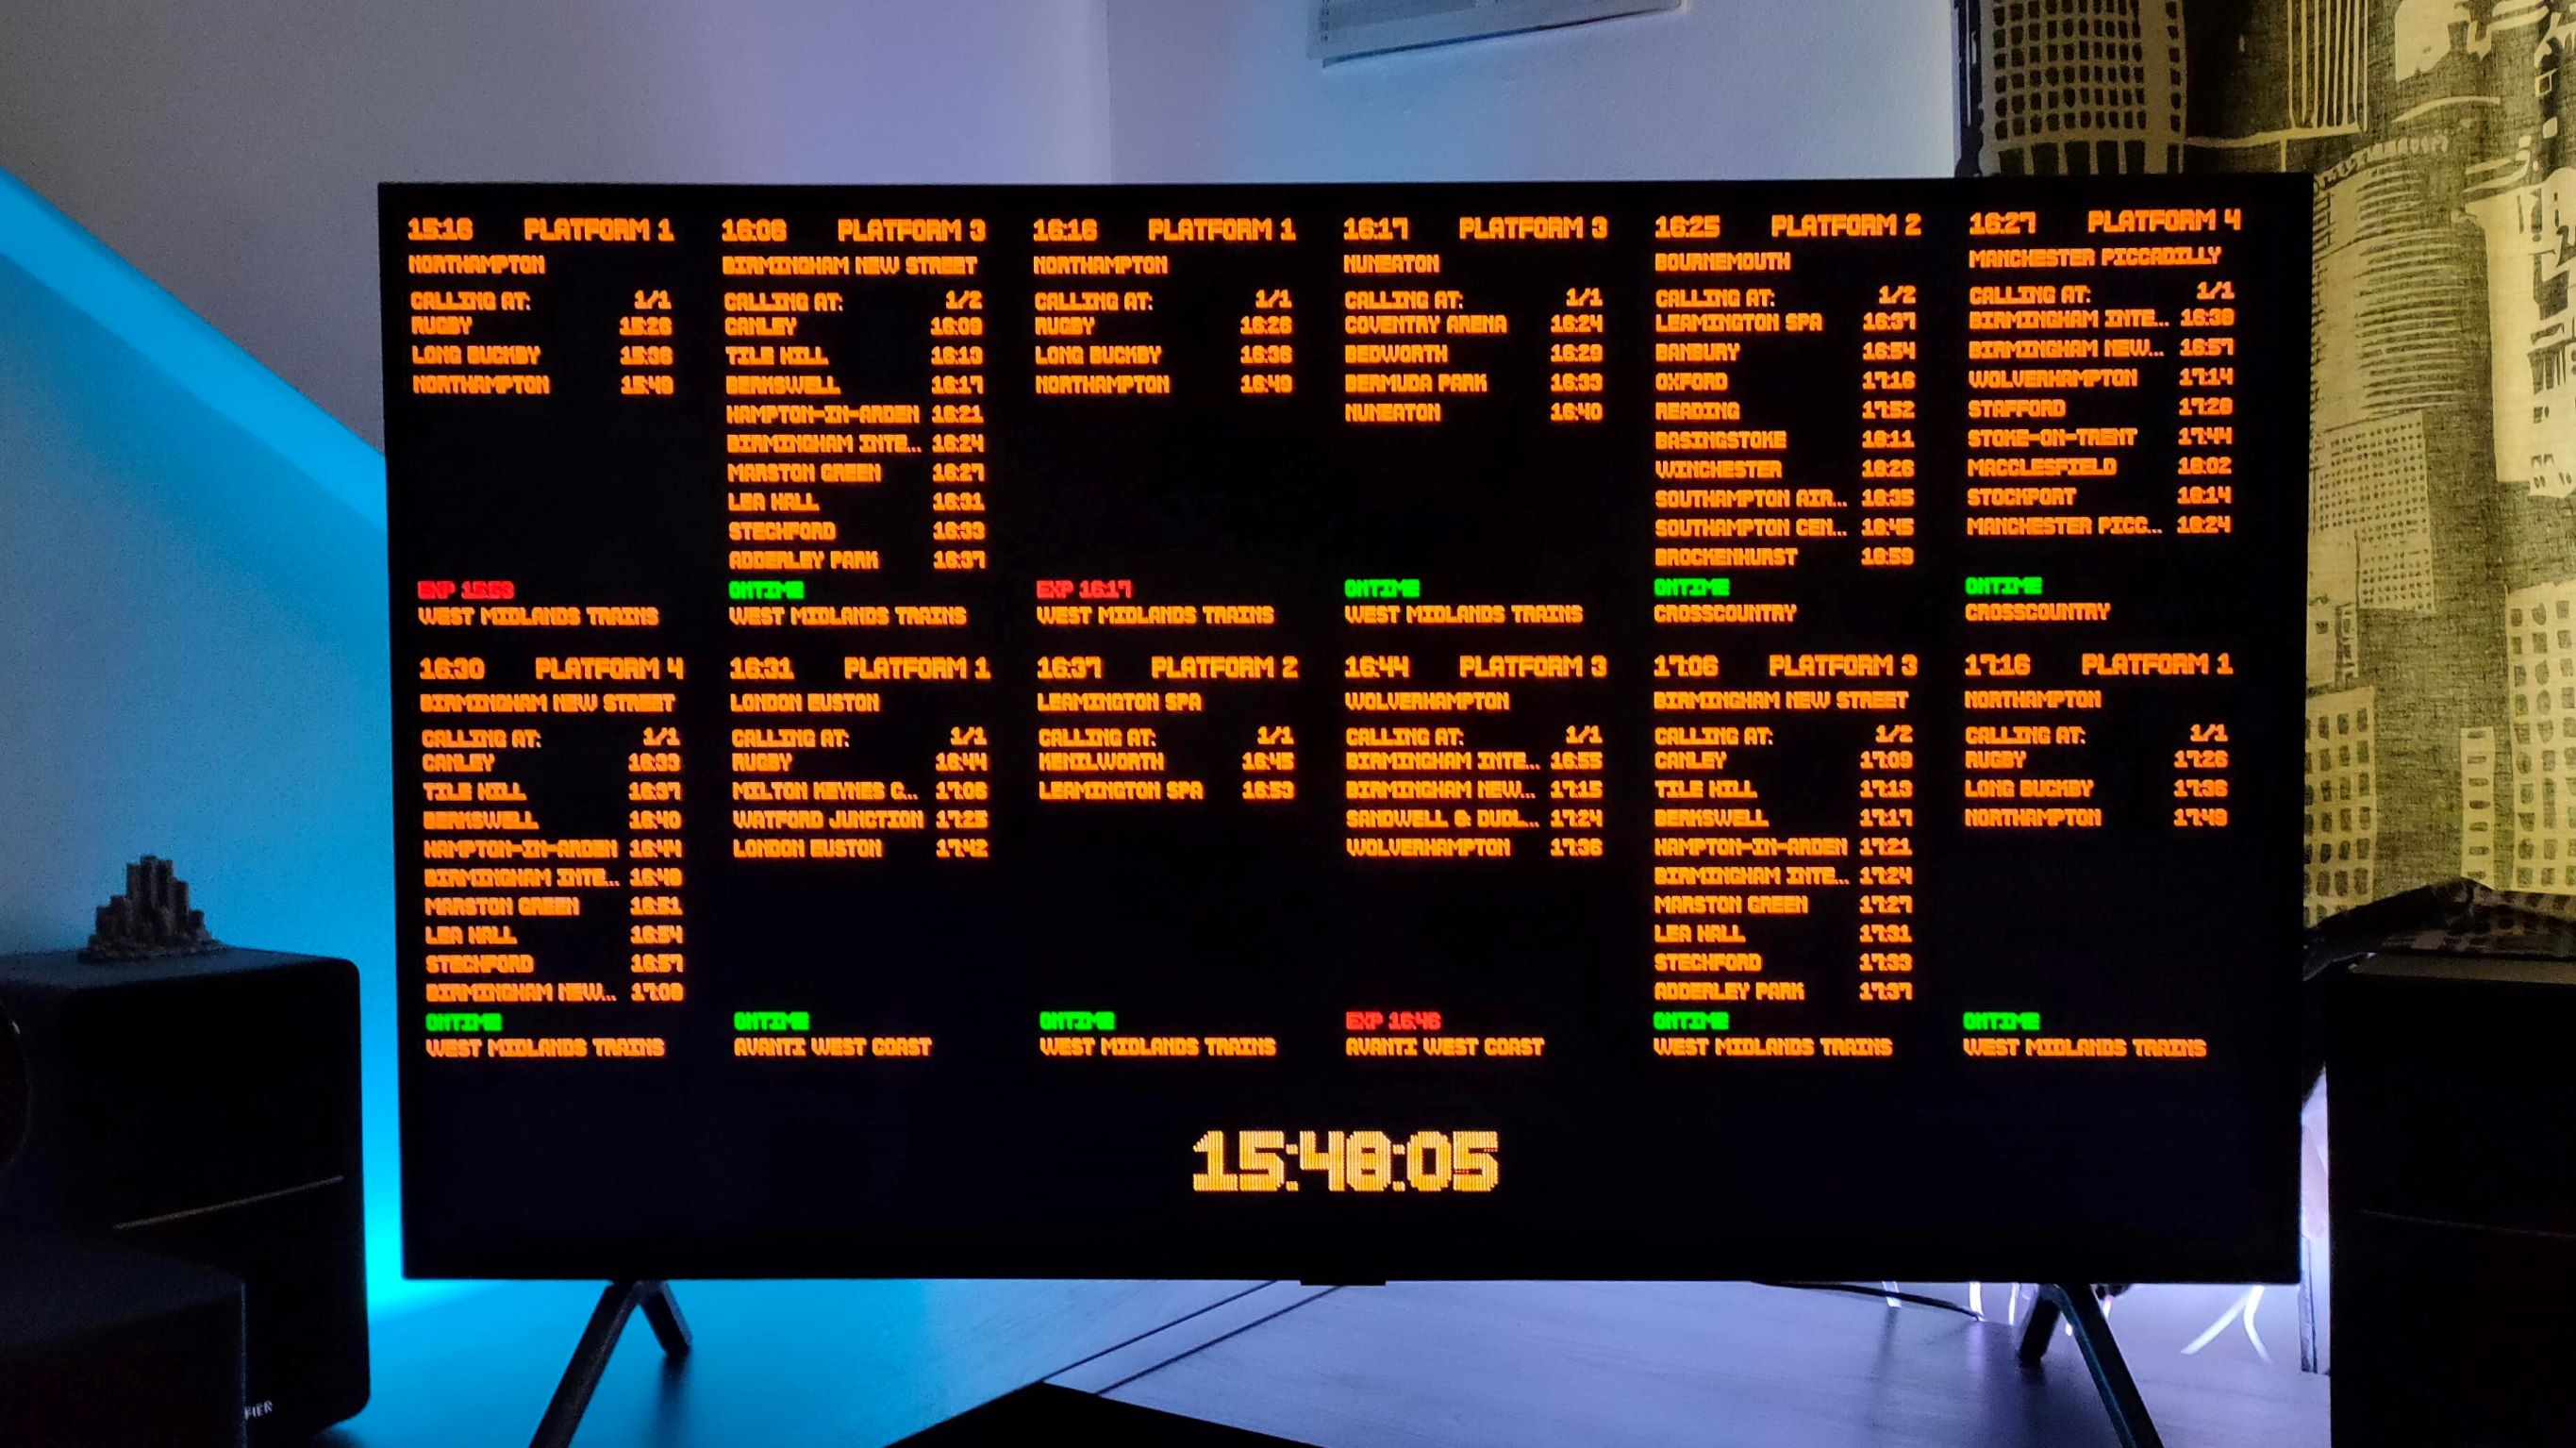 15:16 PLATFORM 1
NORTHAMPTON
CALLING AT: 1/1
RUGBY 15:26
LONG BUCKBY 15:36
NORTHAMPTON 15:49
EXP 15:53
WEST MIDLANDS TRAINS
16:06 PLATFORM 3
BIRMINGHAM NEW STREET
CALLING AT: 1/2
CANLEY 16:09
TILE HILL 16:13
BERKSWELL 16:17
HAMPTON-IN-ARDEN 16:21
BIRMINGHAM INTE... 16:24
MARSTON GREEN 16:27
LEA HALL 16:31
STECHFORD 16:33
ADDERLEY PARK 16:37
ONTIME
WEST MIDLANDS TRAINS
16:16 PLATFORM 1
NORTHAMPTON
CALLING AT: 1/1
RUGBY 16:26
LONG BUCKBY 16:36
NORTHAMPTON 16:49
EXP 16:17
WEST MIDLANDS TRAINS
16:17 PLATFORM 3
NUNEATON
CALLING AT: 1/1
COVENTRY ARENA 16:24
BEDWORTH 16:29
BERMUDA PARK 16:33
NUNEATON 16:40
ONTIME
WEST MIDLANDS TRAINS
16:25 PLATFORM 2
BOURNEMOUTH
CALLING AT: 1/2
LEAMINGTON SPA 16:37
BANBURY 16:54
OXFORD 17:16
READING 17:52
BASINGSTOKE 18:11
WINCHESTER 18:26
SOUTHAMPTON AIR... 18:35
SOUTHAMPTON CEN... 18:45
BROCKENHURST 18:59
ONTIME
CROSSCOUNTRY
16:27 PLATFORM 4
MANCHESTER PICCADILLY
CALLING AT: 1/1
BIRMINGHAM INTE... 16:38
BIRMINGHAM NEW... 16:57
WOLVERHAMPTON 17:14
STAFFORD 17:28
STOKE-ON-TRENT 17:44
MACCLESFIELD 18:02
STOCKPORT 18:14
MANCHESTER PICC... 18:24
ONTIME
CROSSCOUNTRY
16:30 PLATFORM 4
BIRMINGHAM NEW STREET
CALLING AT: 1/1
CANLEY 16:33
TILE HILL 16:37
BERKSWELL 16:40
HAMPTON-IN-ARDEN 16:44
BIRMINGHAM INTE... 16:48
MARSTON GREEN 16:51
LEA HALL 16:54
STECHFORD 16:57
BIRMINGHAM NEW... 17:08
ONTIME
WEST MIDLANDS TRAINS
16:31 PLATFORM 1
LONDON EUSTON
CALLING AT: 1/1
RUGBY 16:44
MILTON KEYNES C... 17:06
WATFORD JUNCTION 17:25
LONDON EUSTON 17:42
ONTIME
AVANTI WEST COAST
16:37 PLATFORM 2
LEAMINGTON SPA
CALLING AT: 1/1
KENILWORTH 16:45
LEAMINGTON SPA 16:53
ONTIME
WEST MIDLANDS TRAINS
16:44 PLATFORM 3
WOLVERHAMPTON
CALLING AT: 1/1
BIRMINGHAM INTE... 16:55
BIRMINGHAM NEW... 17:15
SANDWELL & DUDL... 17:24
WOLVERHAMPTON 17:36
EXP 16:46
AVANTI WEST COAST
17:06 PLATFORM 3
BIRMINGHAM NEW STREET
CALLING AT: 1/2
CANLEY 17:09
TILE HILL 17:13
BERKSWELL 17:17
HAMPTON-IN-ARDEN 17:21
BIRMINGHAM INTE... 17:24
MARSTON GREEN 17:27
LEA HALL 17:31
STECHFORD 17:33
ADDERLEY PARK 17:37
ONTIME
WEST MIDLANDS TRAINS
17:16 PLATFORM 1
NORTHAMPTON
CALLING AT: 1/1
RUGBY 17:26
LONG BUCKBY 17:36
NORTHAMPTON 17:49
ONTIME
WEST MIDLANDS TRAINS
15:48:05